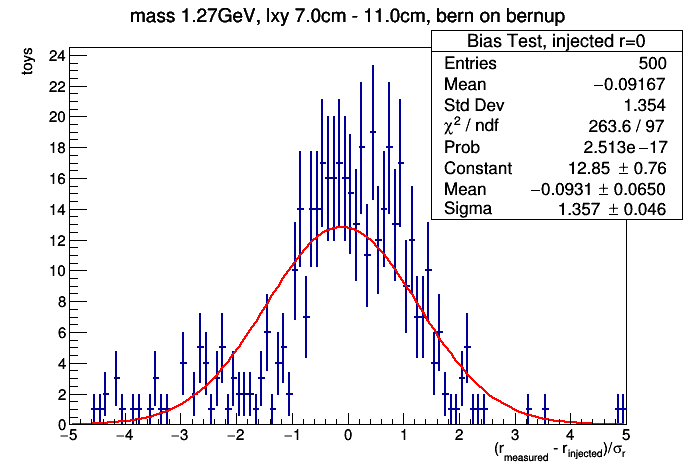 mass 1.27GeV, lxy 7.0cm - 11.0cm, bern on bernup
Bias Test, injected r=0
Entries 500
Mean −0.09167
Std Dev 1.354
χ² / ndf 263.6 / 97
Prob 2.513e−17
Constant 12.85 ± 0.76
Mean −0.0931 ± 0.0650
Sigma 1.357 ± 0.046
toys
24
22
20
18
16
14
12
10
8
6
4
2
0
−5 −4 −3 −2 −1 0 1 2 3 4 5
(r_measured - r_injected)/σ_r